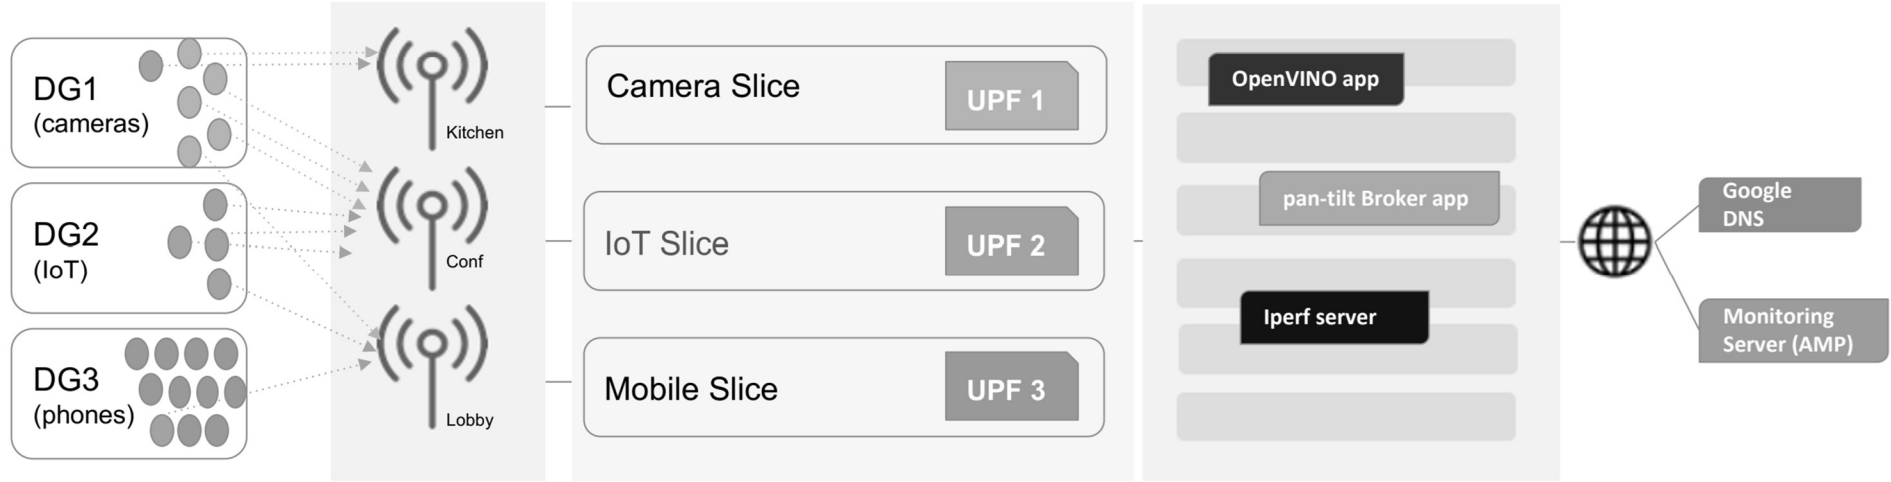 DG1
(cameras)
DG2
(IoT)
DG3
(phones)
Kitchen
Conf
Lobby
Camera Slice
UPF 1
IoT Slice
UPF 2
Mobile Slice
UPF 3
OpenVINO app
pan-tilt Broker app
Iperf server
Google
DNS
Monitoring
Server (AMP)